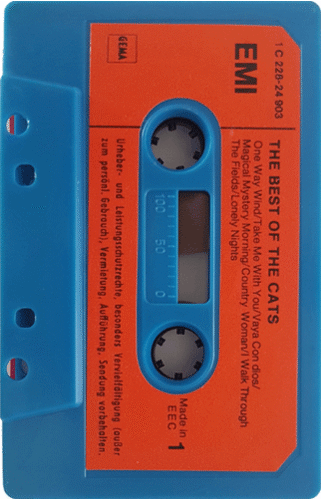 1 C 228-24 903
EMI
GEMA
THE BEST OF THE CATS
One Way Wind/Take Me With You/Vaya Con dios/
Magical Mystery Morning/Country Woman/I Walk Through
The Fields/Lonely Nights
100 50 0
Made in
EEC
1
Urheber- und Leistungsschutzrechte, besonders Vervielfältigung (außer
zum persönl. Gebrauch), Vermietung, Aufführung, Sendung vorbehalten.